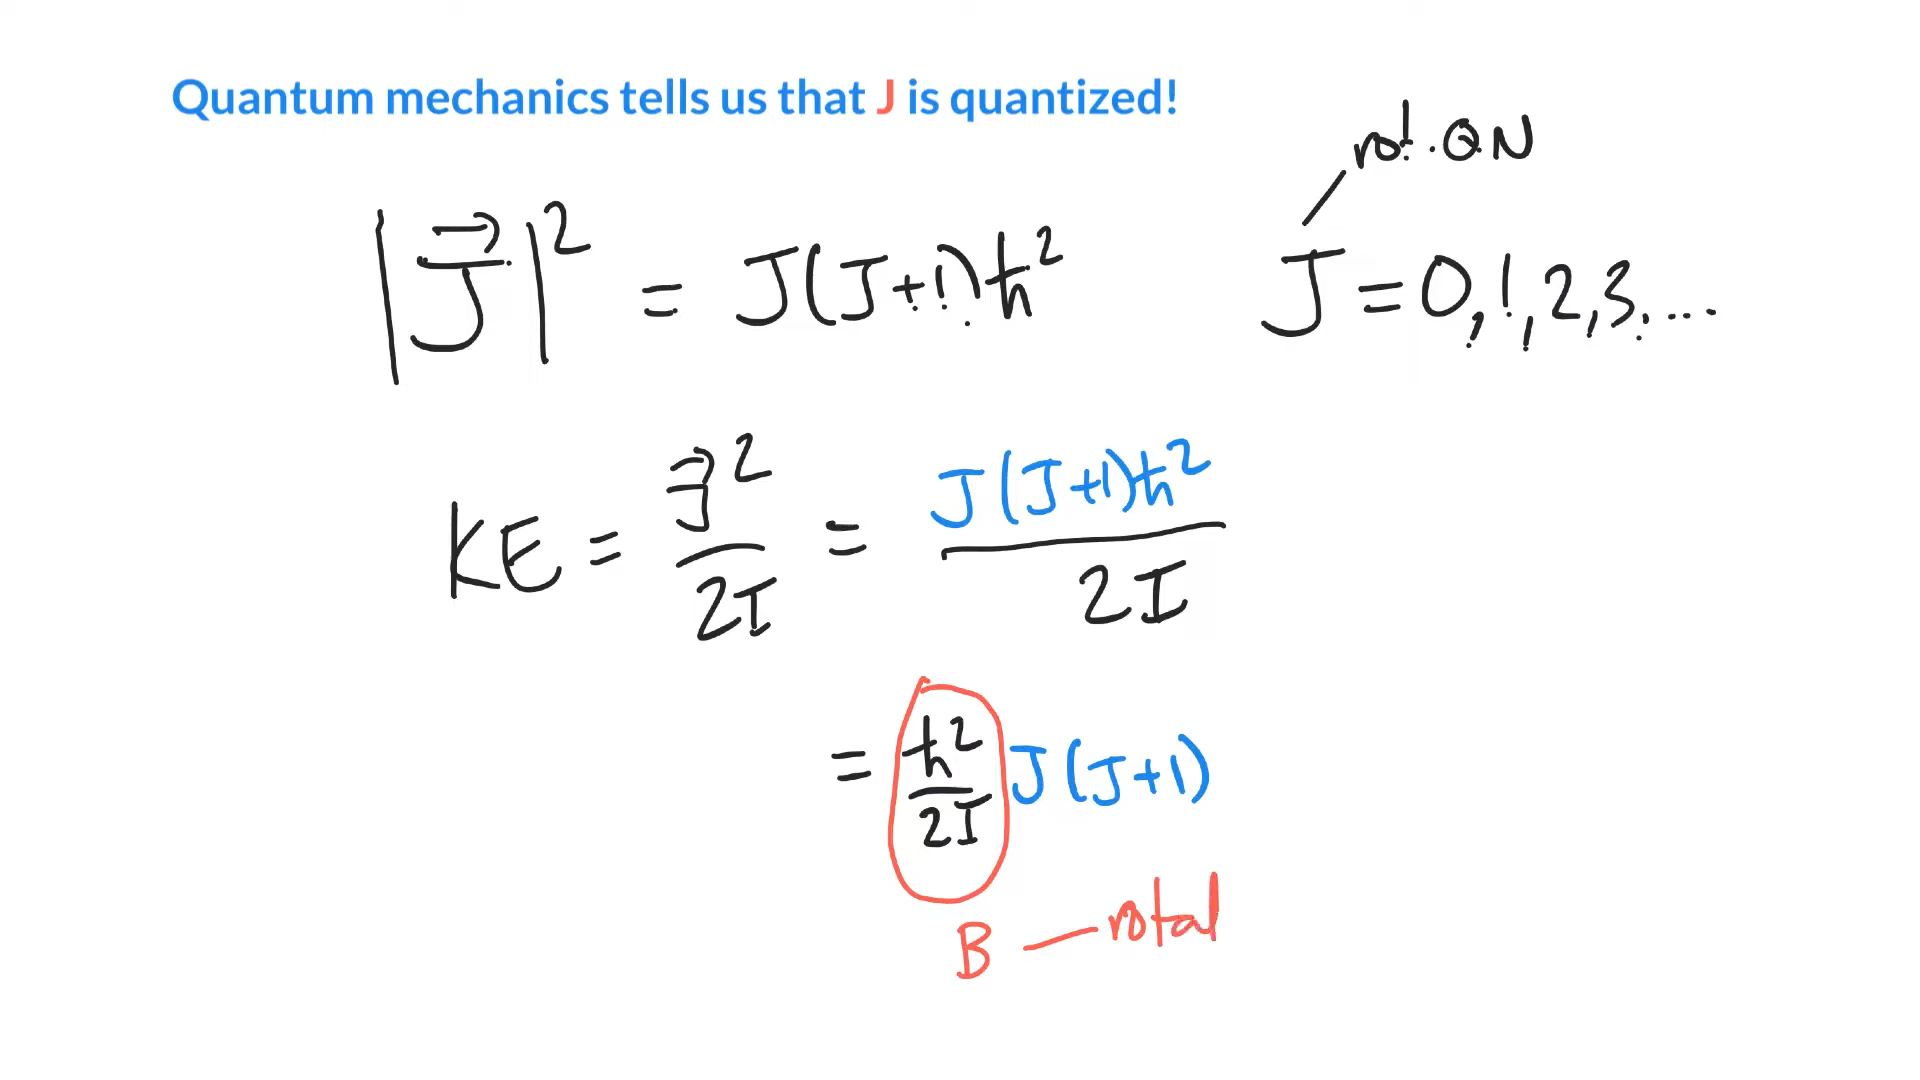 Quantum mechanics tells us that J is quantized!
rot. QN
|J⃗|² = J(J+1)ħ²
J = 0, 1, 2, 3, ...
KE = J⃗²/2I = J(J+1)ħ²/2I
= ħ²/2I J(J+1)
B — rotal